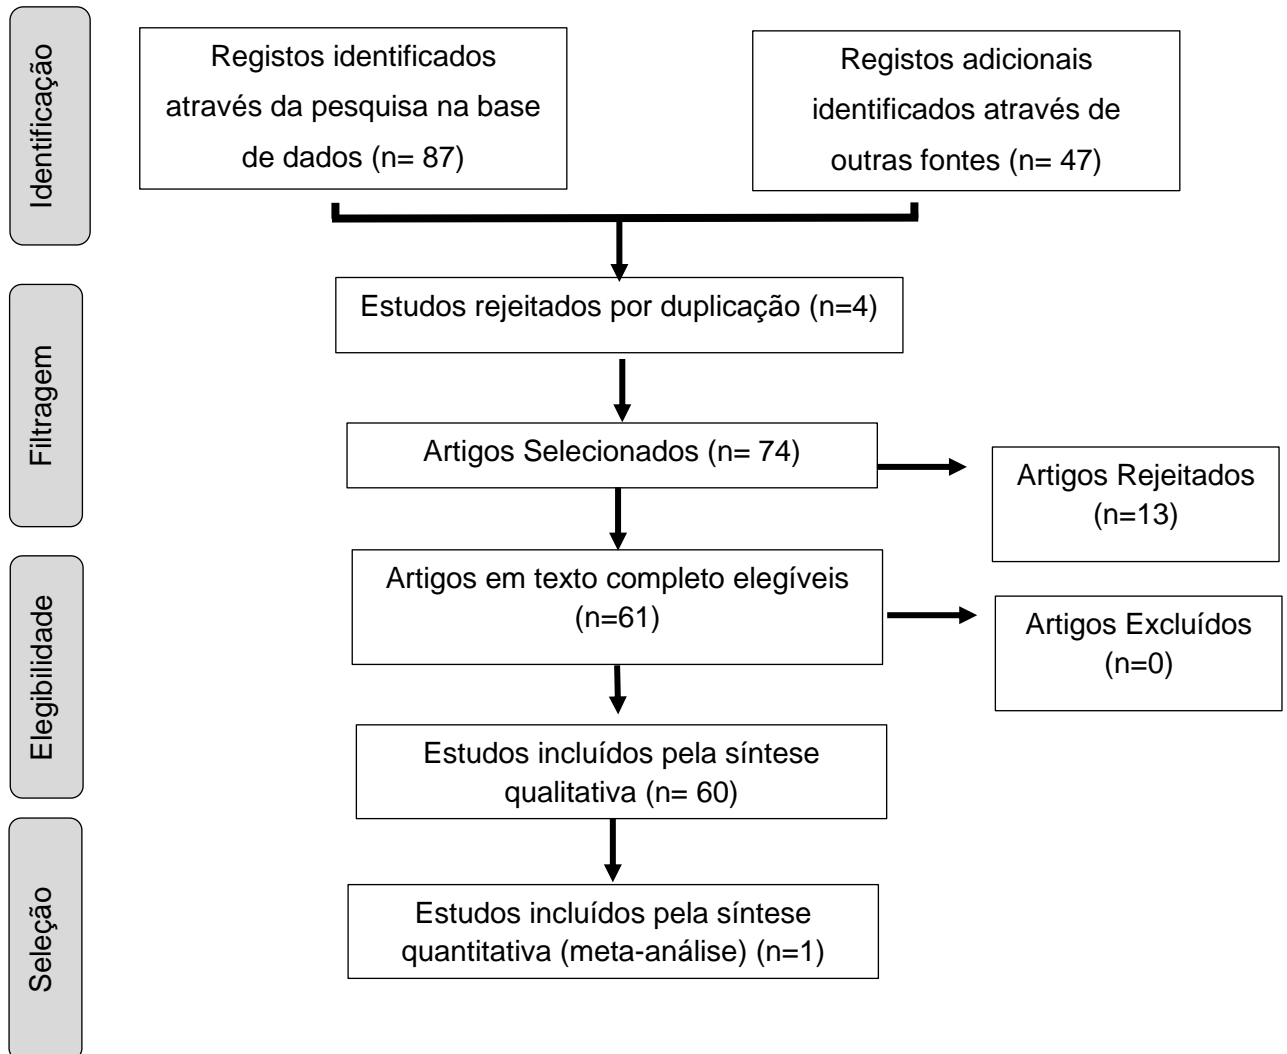 Identificação
Registos identificados
através da pesquisa na base
de dados (n= 87)
Registos adicionais
identificados através de
outras fontes (n= 47)
Filtragem
Estudos rejeitados por duplicação (n=4)
Artigos Selecionados (n= 74)
Artigos Rejeitados
(n=13)
Elegibilidade
Artigos em texto completo elegíveis
(n=61)
Artigos Excluídos
(n=0)
Estudos incluídos pela síntese
qualitativa (n= 60)
Seleção
Estudos incluídos pela síntese
quantitativa (meta-análise) (n=1)